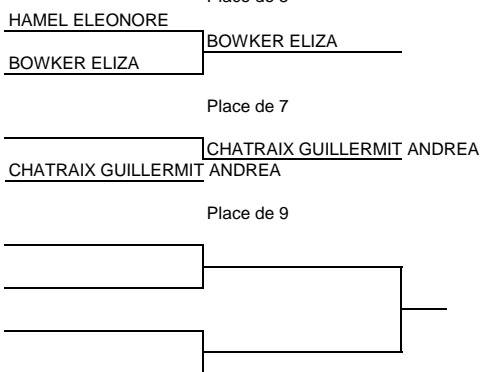 HAMEL ELEONORE
BOWKER ELIZA
BOWKER ELIZA
Place de 7
CHATRAIX GUILLERMIT ANDREA
CHATRAIX GUILLERMIT ANDREA
Place de 9